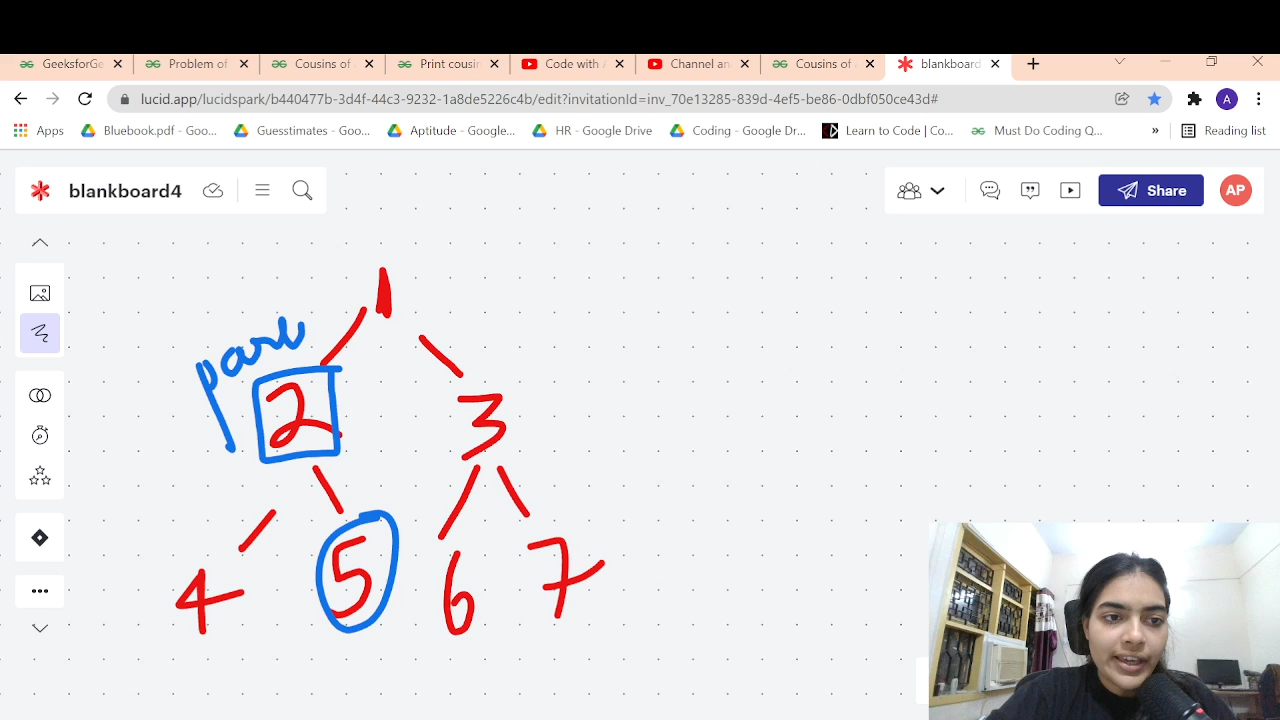 GeeksforGe
Problem of
Cousins of
Print cousin
Code with
Channel an
Cousins of
blankboard
lucid.app/lucidspark/b440477b-3d4f-44c3-9232-1a8de5226c4b/edit?invitationId=inv_70e13285-839d-4ef5-be86-0dbf050ce43d#
A
Apps
Bluebook.pdf - Goo...
Guesstimates - Goo...
Aptitude - Google...
HR - Google Drive
Coding - Google Dr...
Learn to Code | Co...
Must Do Coding Q...
»
Reading list
blankboard4
Share
AP
1
2
3
4
5
6
7